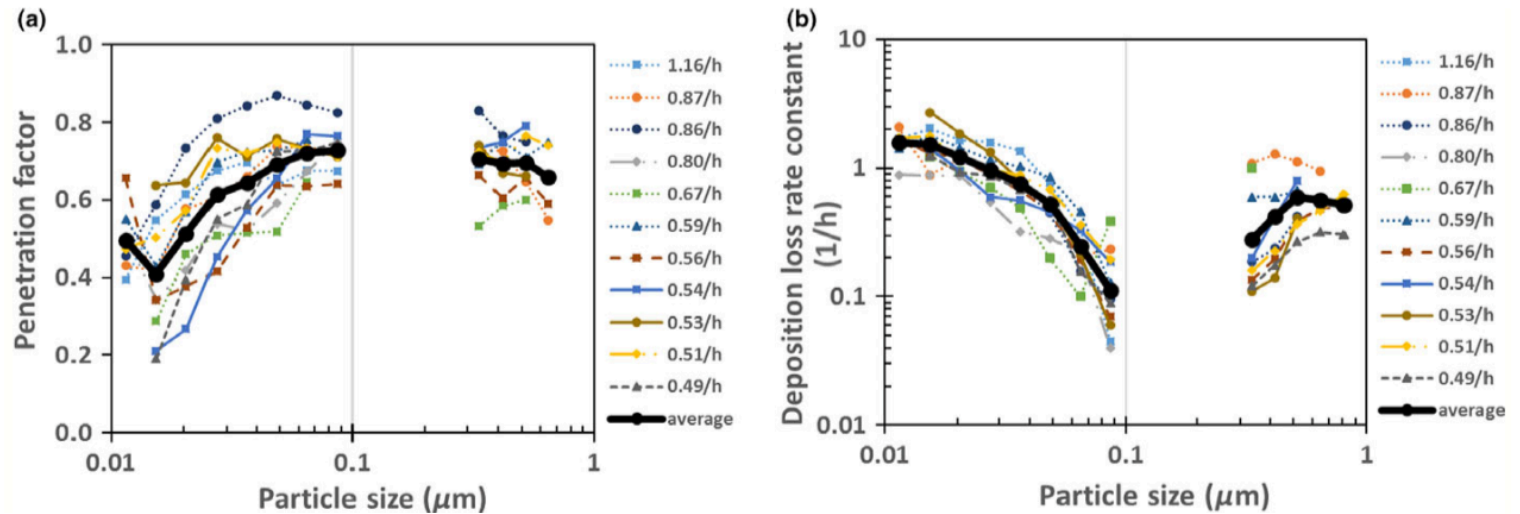 (a)
Penetration factor
1.0
0.8
0.6
0.4
0.2
0.0
0.01
0.1
1
Particle size (μm)
1.16/h
0.87/h
0.86/h
0.80/h
0.67/h
0.59/h
0.56/h
0.54/h
0.53/h
0.51/h
0.49/h
average
(b)
Deposition loss rate constant
(1/h)
10
1
0.1
0.01
0.01
0.1
1
Particle size (μm)
1.16/h
0.87/h
0.86/h
0.80/h
0.67/h
0.59/h
0.56/h
0.54/h
0.53/h
0.51/h
0.49/h
average